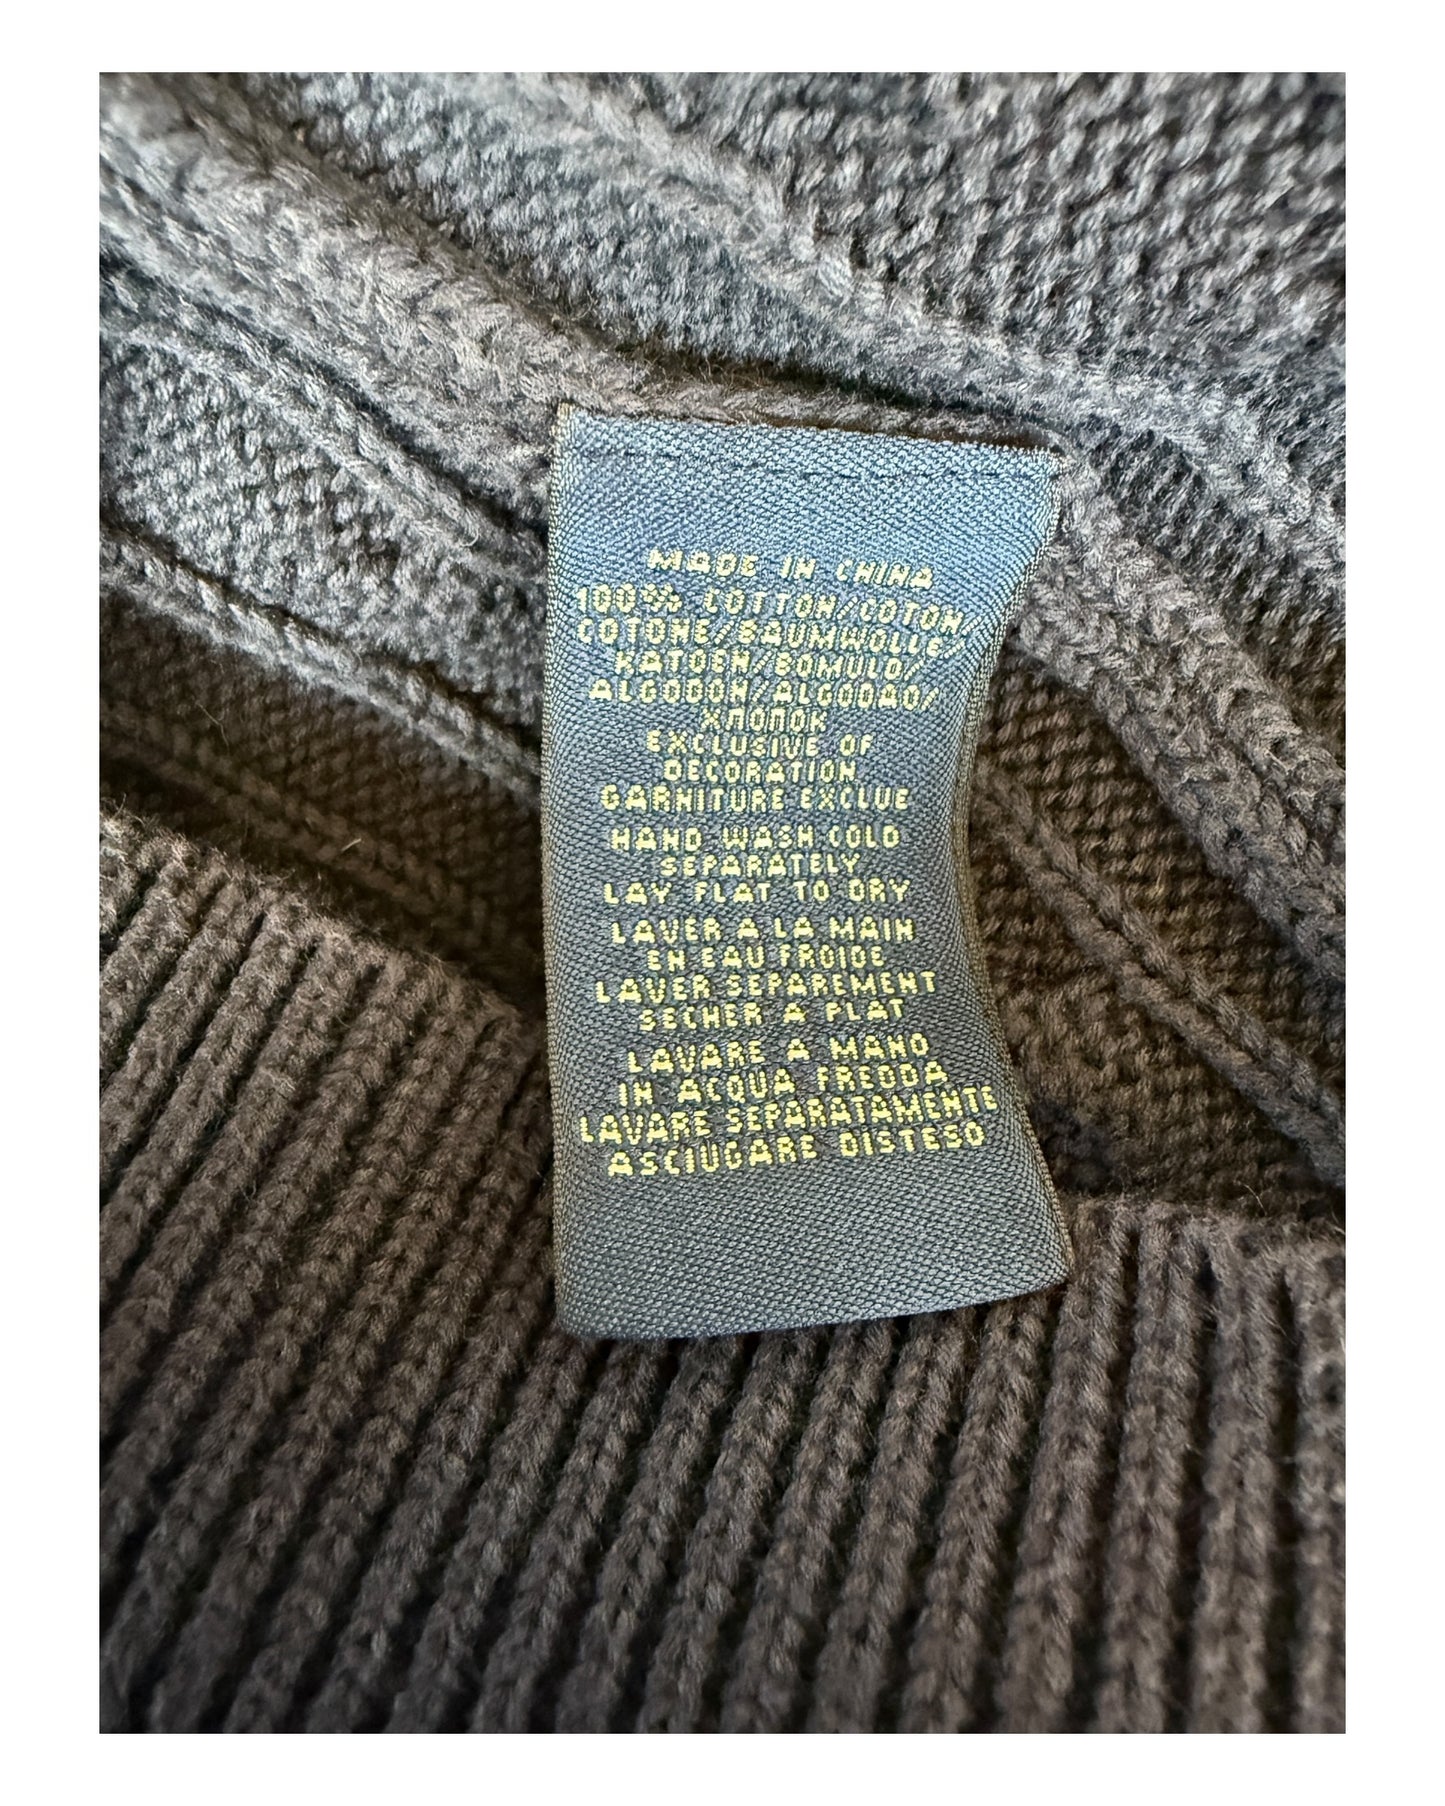 MADE IN CHINA
100% COTTON/COTON/
COTONE/BAUMWOLLE/
KATOEN/BOMULD/
ALGODON/ALGODAO/
ХЛОПОК
EXCLUSIVE OF
DECORATION
GARNITURE EXCLUE
HAND WASH COLD
SEPARATELY
LAY FLAT TO DRY
LAVER A LA MAIN
EN EAU FROIDE
LAVER SEPAREMENT
SECHER A PLAT
LAVARE A MANO
IN ACQUA FREDDA
LAVARE SEPARATAMENTE
ASCIUGARE DISTESO